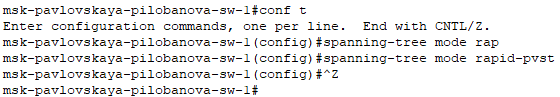 msk-pavlovskaya-pilobanova-sw-1#conf t
Enter configuration commands, one per line.  End with CNTL/Z.
msk-pavlovskaya-pilobanova-sw-1(config)#spanning-tree mode rap
msk-pavlovskaya-pilobanova-sw-1(config)#spanning-tree mode rapid-pvst
msk-pavlovskaya-pilobanova-sw-1(config)#^Z
msk-pavlovskaya-pilobanova-sw-1#